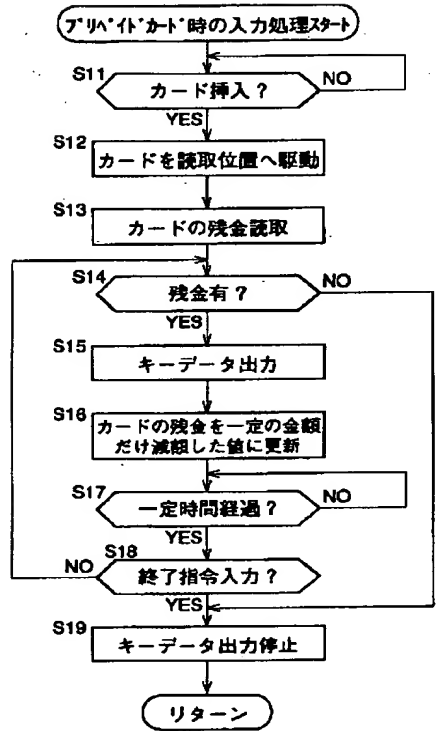 ﾌﾟﾘﾍﾟｲﾄﾞｶｰﾄﾞ時の入力処理ｽﾀｰﾄ
S11
カード挿入？
NO
YES
S12
カードを読取位置へ駆動
S13
カードの残金読取
S14
残金有？
NO
YES
S15
キーデータ出力
S16
カードの残金を一定の金額
だけ減額した値に更新
S17
一定時間経過？
NO
YES
S18
NO
終了指令入力？
YES
S19
キーデータ出力停止
リターン